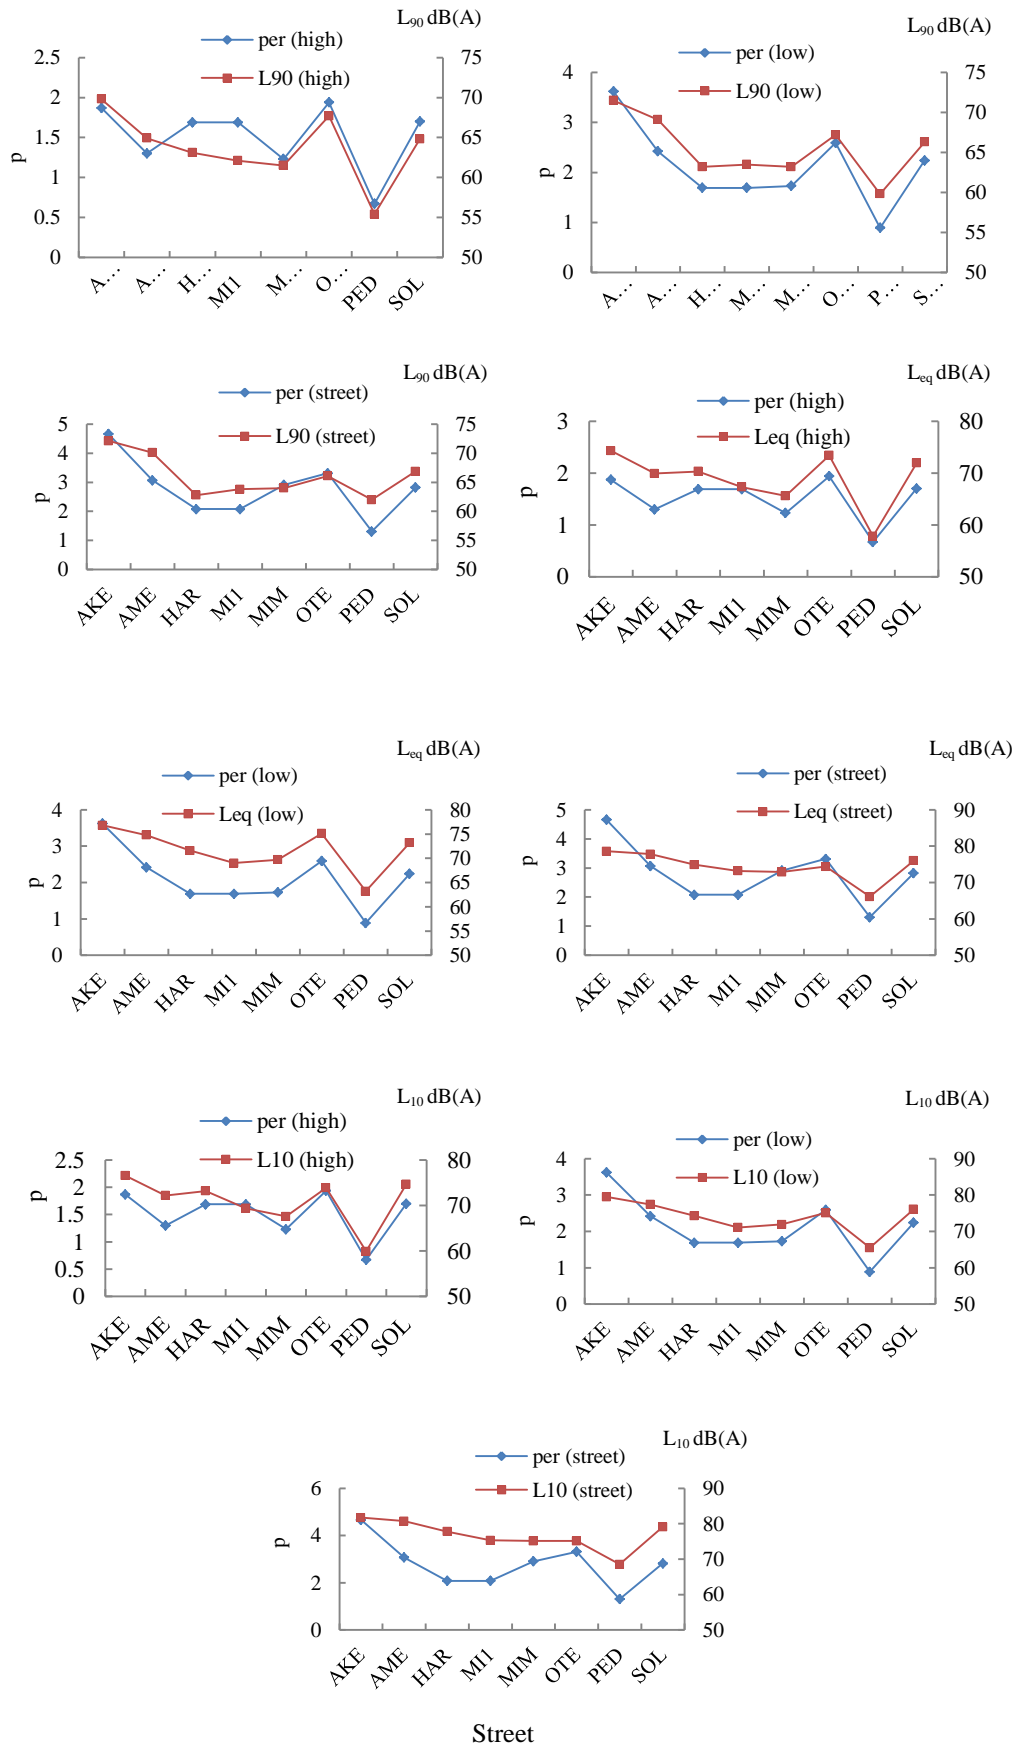 L90 dB(A)
per (high)
L90 (high)
p
2.5
2
1.5
1
0.5
0
75
70
65
60
55
50
A…
A…
H…
MI1
M…
O…
PED
SOL
L90 dB(A)
per (low)
L90 (low)
p
4
3
2
1
0
75
70
65
60
55
50
A…
A…
H…
M…
M…
O…
P…
S…
L90 dB(A)
per (street)
L90 (street)
p
5
4
3
2
1
0
75
70
65
60
55
50
AKE
AME
HAR
MI1
MIM
OTE
PED
SOL
Leq dB(A)
per (high)
Leq (high)
p
3
2
1
0
80
70
60
50
AKE
AME
HAR
MI1
MIM
OTE
PED
SOL
Leq dB(A)
per (low)
Leq (low)
p
4
3
2
1
0
80
75
70
65
60
55
50
AKE
AME
HAR
MI1
MIM
OTE
PED
SOL
Leq dB(A)
per (street)
Leq (street)
p
5
4
3
2
1
0
90
80
70
60
50
AKE
AME
HAR
MI1
MIM
OTE
PED
SOL
L10 dB(A)
per (high)
L10 (high)
p
2.5
2
1.5
1
0.5
0
80
70
60
50
AKE
AME
HAR
MI1
MIM
OTE
PED
SOL
L10 dB(A)
per (low)
L10 (low)
p
4
3
2
1
0
90
80
70
60
50
AKE
AME
HAR
MI1
MIM
OTE
PED
SOL
L10 dB(A)
per (street)
L10 (street)
p
6
4
2
0
90
80
70
60
50
AKE
AME
HAR
MI1
MIM
OTE
PED
SOL
Street